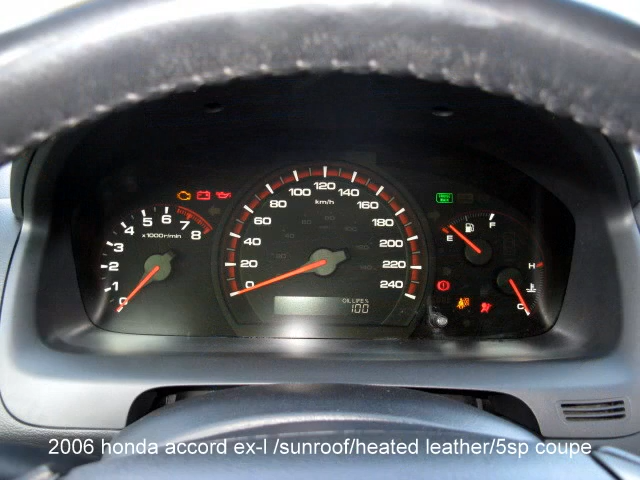 120
100 140
80 160
60 180
40 200
20 220
0 240
km/h
OIL LIFE %
100
6
5 7
4 8
3
2
1
0
x1000r/min
E F
H
C
2006 honda accord ex-l /sunroof/heated leather/5sp coupe